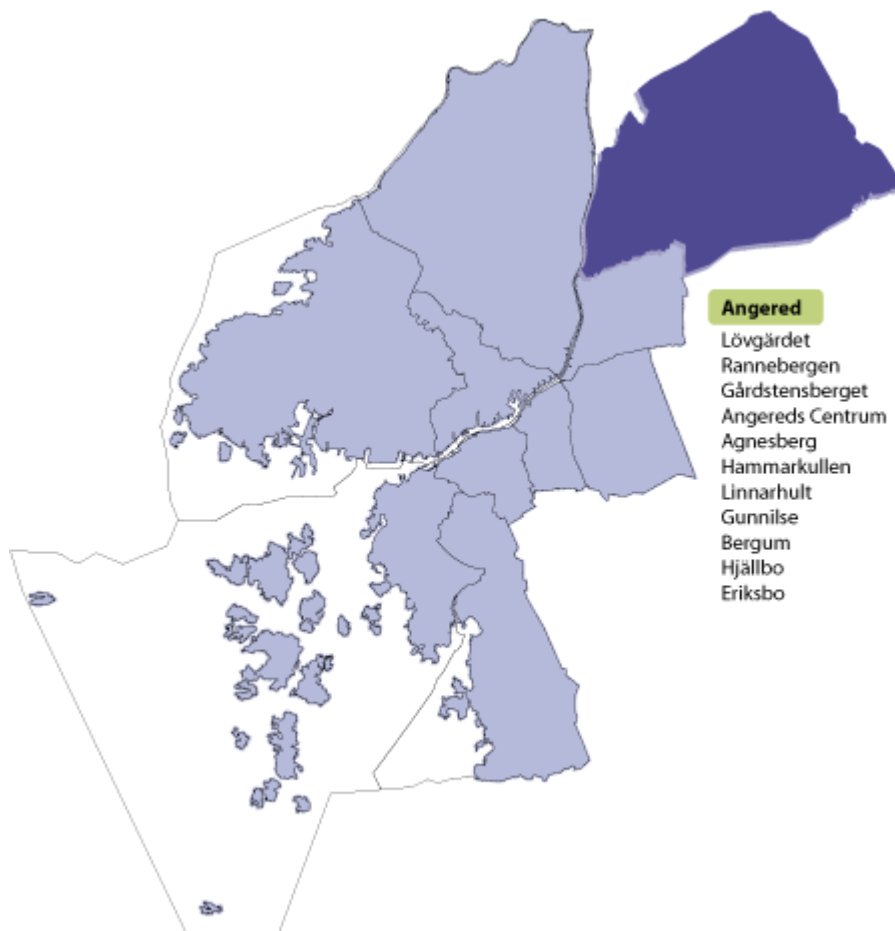 Angered
Lövgärdet
Rannebergen
Gårdstensberget
Angereds Centrum
Agnesberg
Hammarkullen
Linnarhult
Gunnilse
Bergum
Hjällbo
Eriksbo